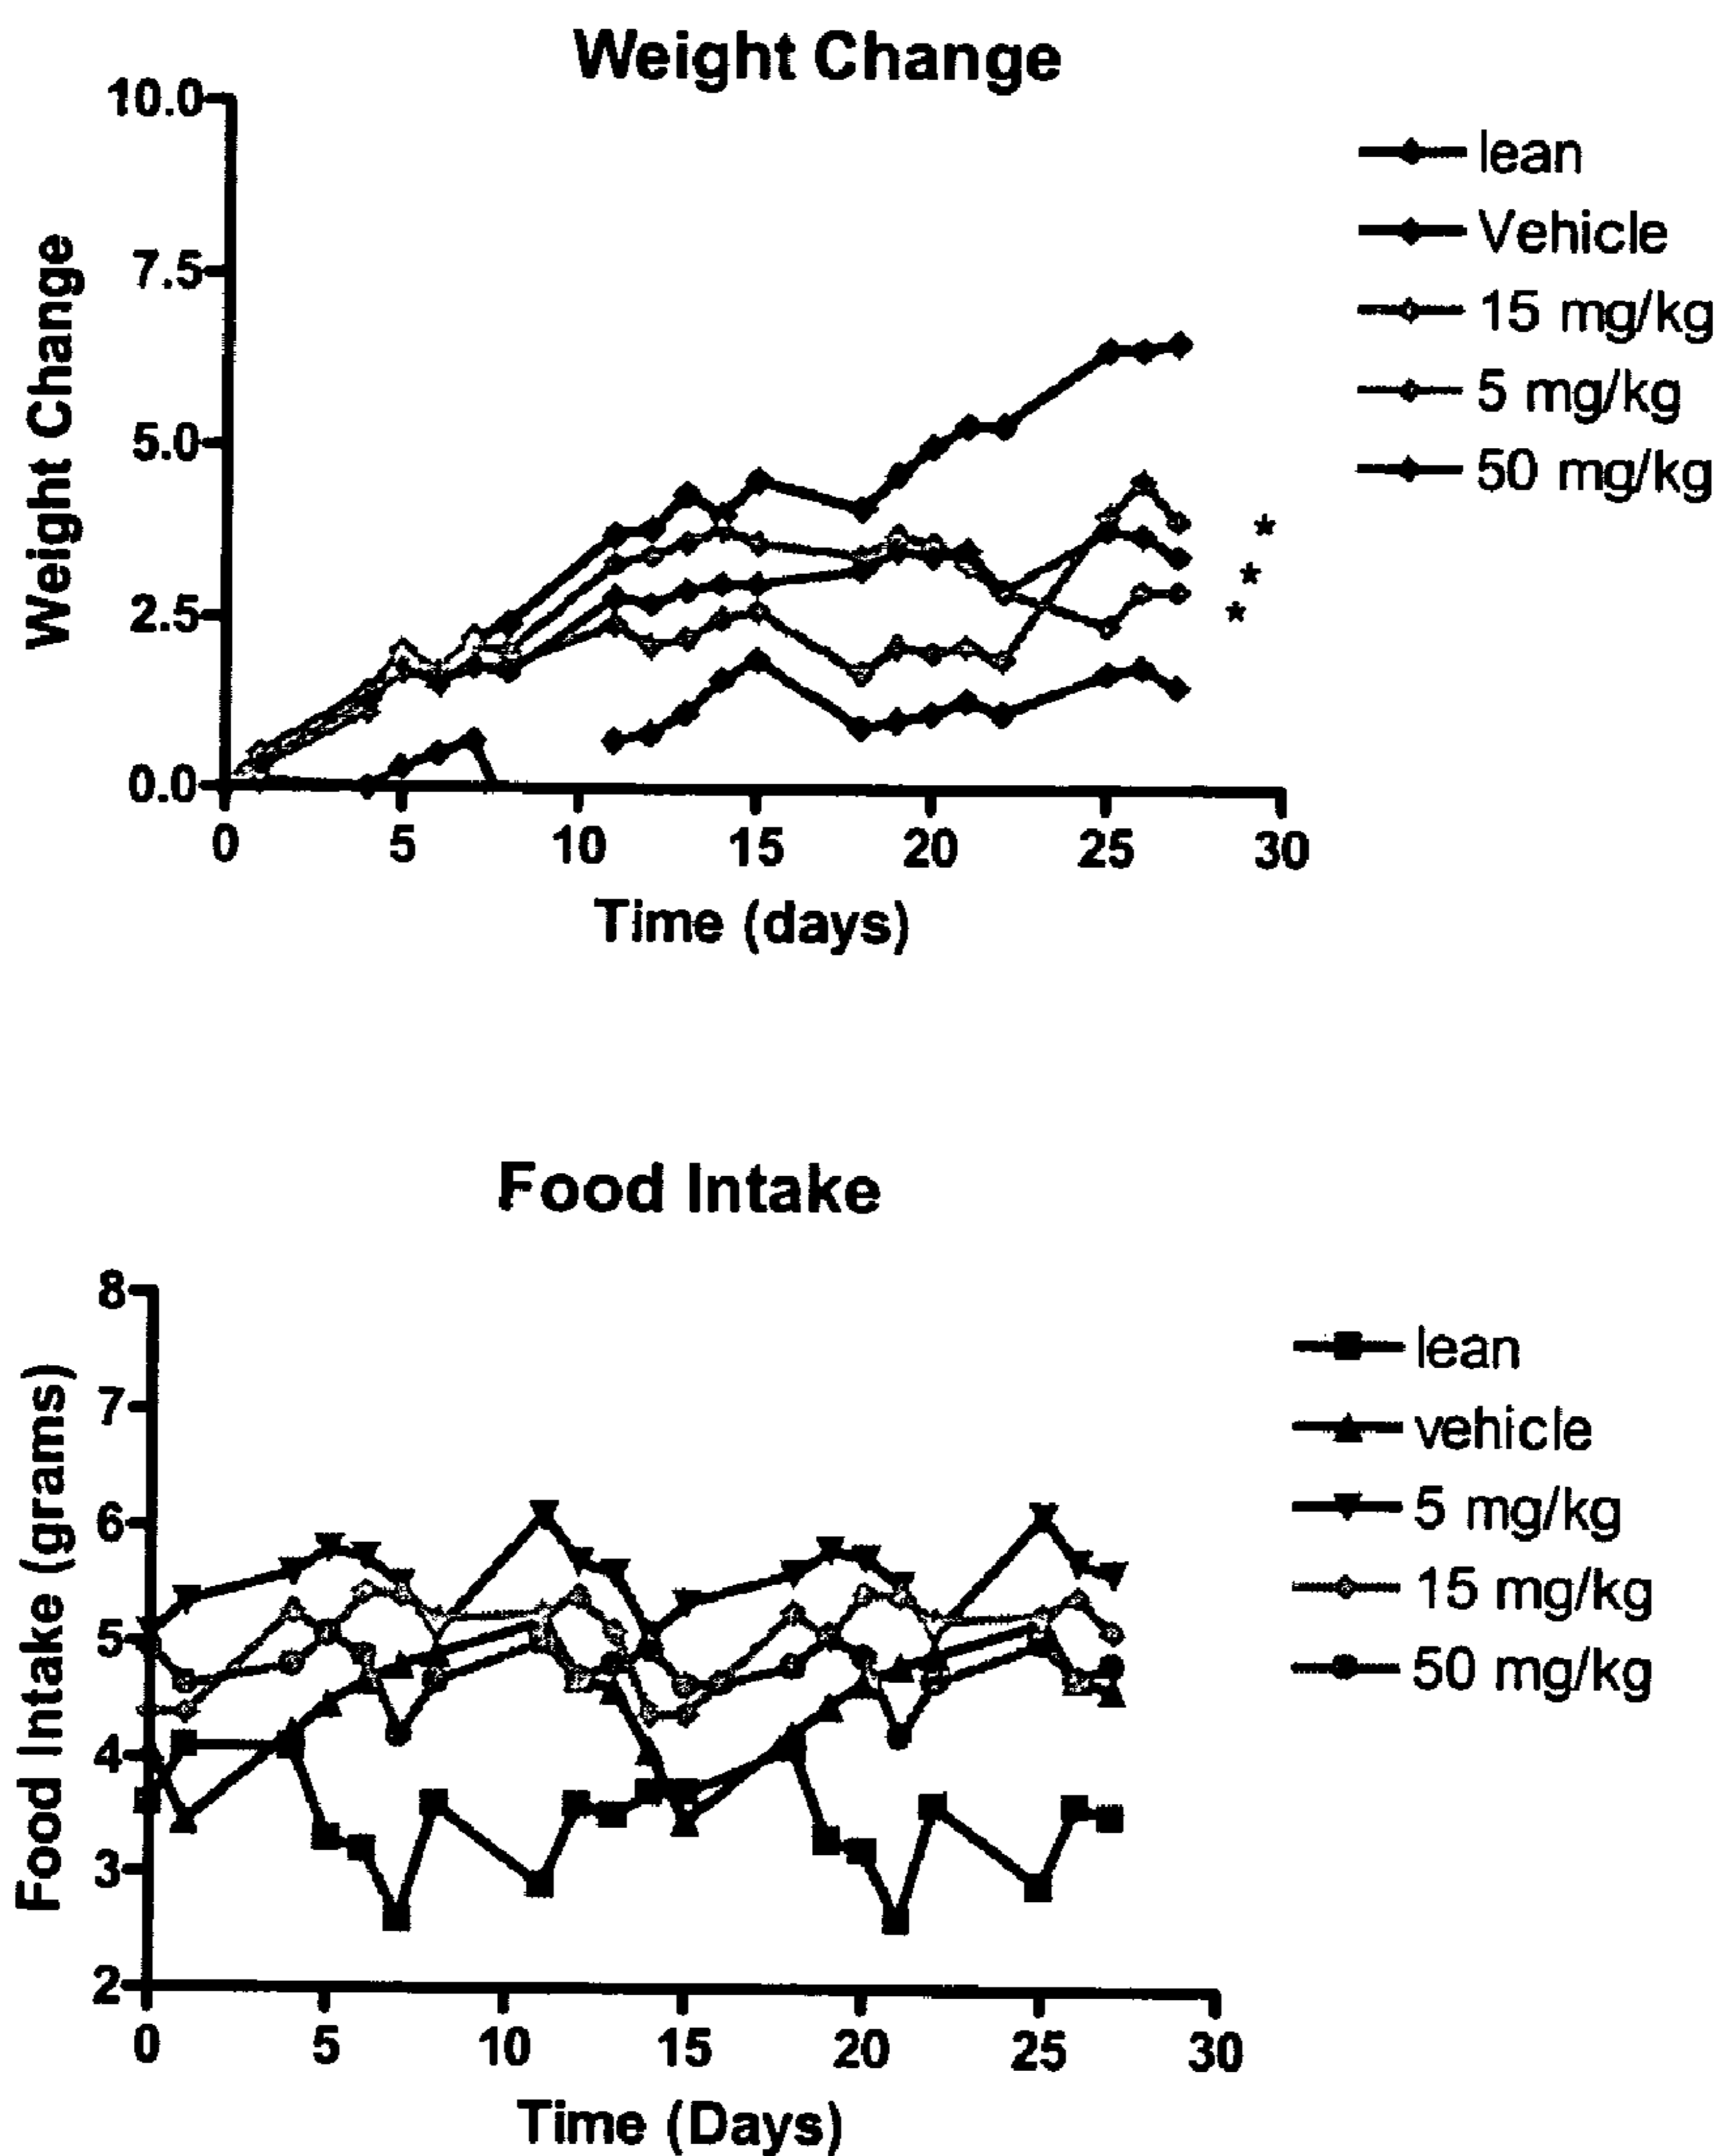 Weight Change
10.0
7.5
5.0
2.5
0.0
Weight Change
0 5 10 15 20 25 30
Time (days)
lean
Vehicle
15 mg/kg
5 mg/kg
50 mg/kg
*
*
*
Food Intake
8
7
6
5
4
3
2
Food Intake (grams)
0 5 10 15 20 25 30
Time (Days)
lean
vehicle
5 mg/kg
15 mg/kg
50 mg/kg